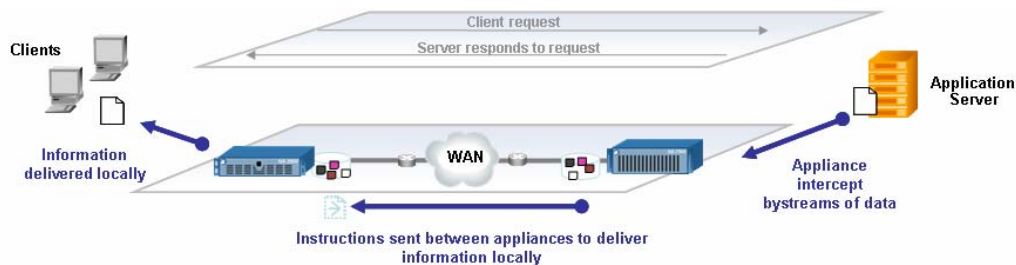 Client request
Server responds to request
Clients
Application
Server
Information
delivered locally
WAN
Appliance
intercept
bystreams of data
Instructions sent between appliances to deliver
information locally